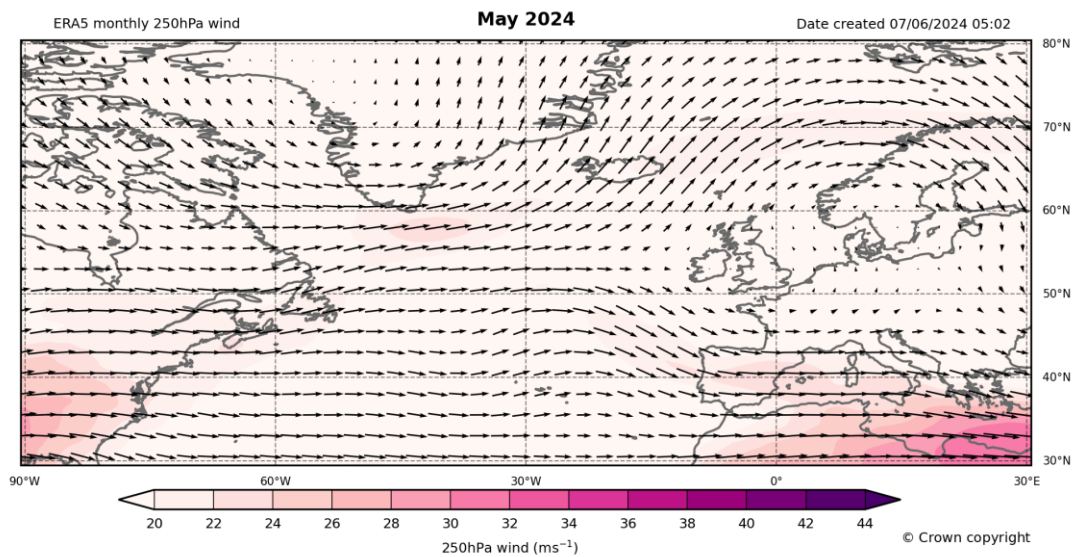 ERA5 monthly 250hPa wind
May 2024
Date created 07/06/2024 05:02
80°N
70°N
60°N
50°N
40°N
30°N
90°W 60°W 30°W 0° 30°E
20 22 24 26 28 30 32 34 36 38 40 42 44
250hPa wind (ms⁻¹)
© Crown copyright